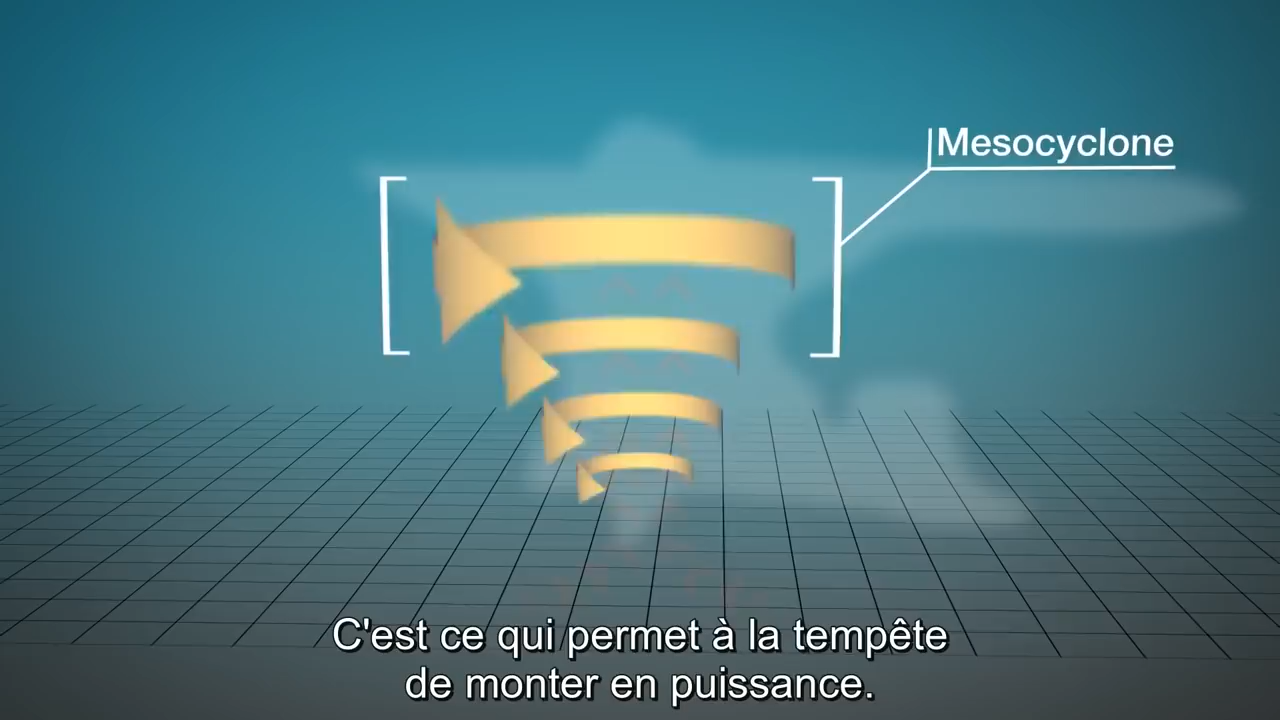 Mesocyclone
C'est ce qui permet à la tempête
de monter en puissance.